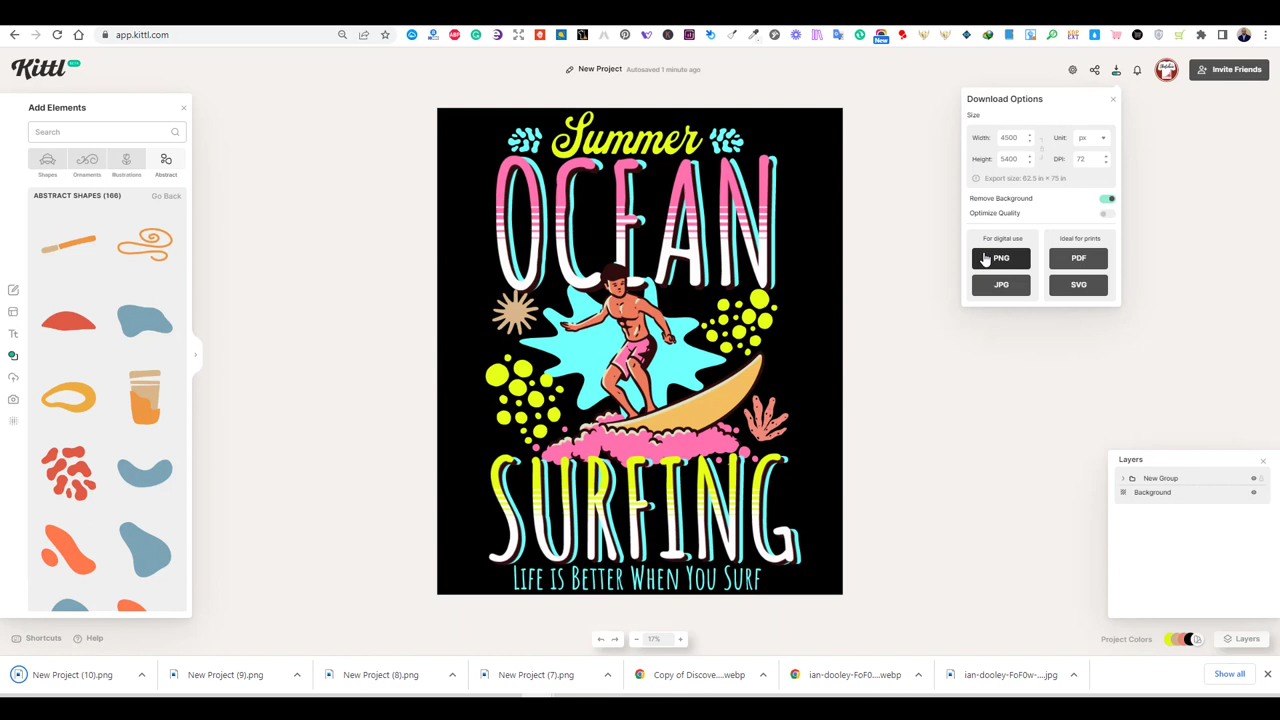 app.kittl.com
New
Kittl BETA
New Project Autosaved 1 minute ago
Invite Friends
Add Elements
Search
Shapes Ornaments Illustrations Abstract
ABSTRACT SHAPES (166) Go Back
Summer
OCEAN
SURFING
LIFE IS BETTER WHEN YOU SURF
Download Options
Size
Width: 4500 Unit: px
Height: 5400 DPI: 72
Export size: 62.5 in × 75 in
Remove Background
Optimize Quality
For digital use Ideal for prints
PNG PDF
JPG SVG
Layers
New Group
Background
Shortcuts Help
17%
Project Colors
Layers
New Project (10).png
New Project (9).png
New Project (8).png
New Project (7).png
Copy of Discove....webp
ian-dooley-FoF0....webp
ian-dooley-FoF0w-....jpg
Show all